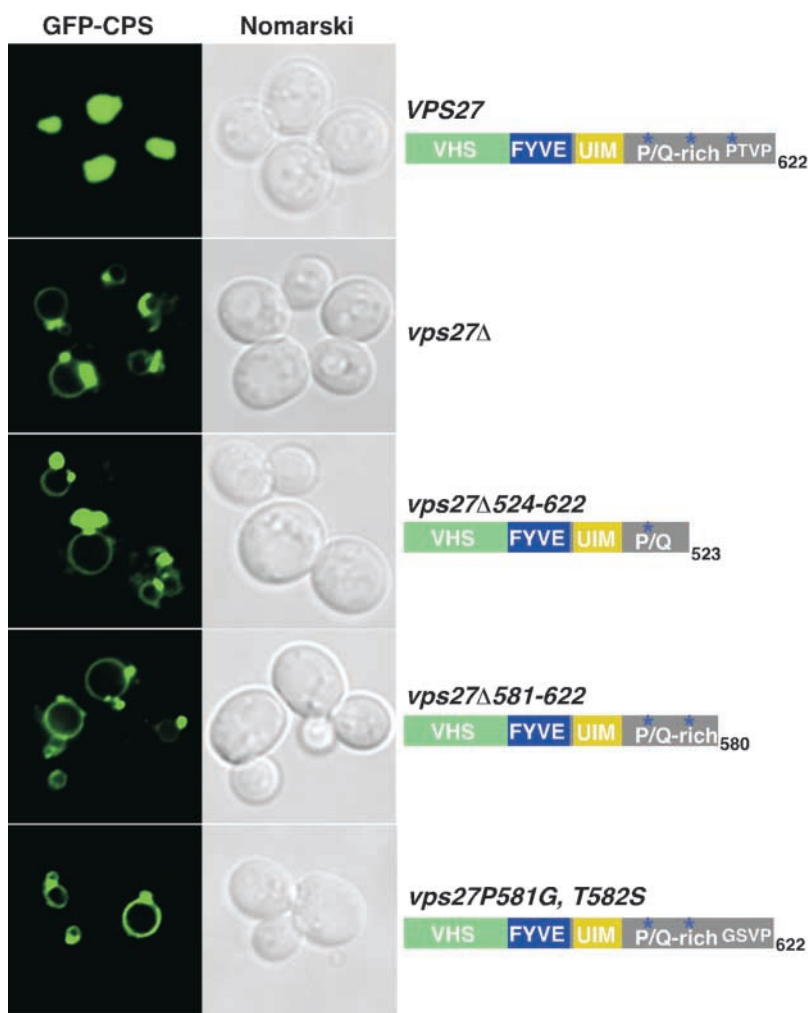 GFP-CPS Nomarski
VPS27
VHS FYVE UIM P/Q-rich PTVP 622
* * *
vps27Δ
vps27Δ524-622
VHS FYVE UIM P/Q 523
*
vps27Δ581-622
VHS FYVE UIM P/Q-rich 580
* *
vps27P581G, T582S
VHS FYVE UIM P/Q-rich GSVP 622
* *